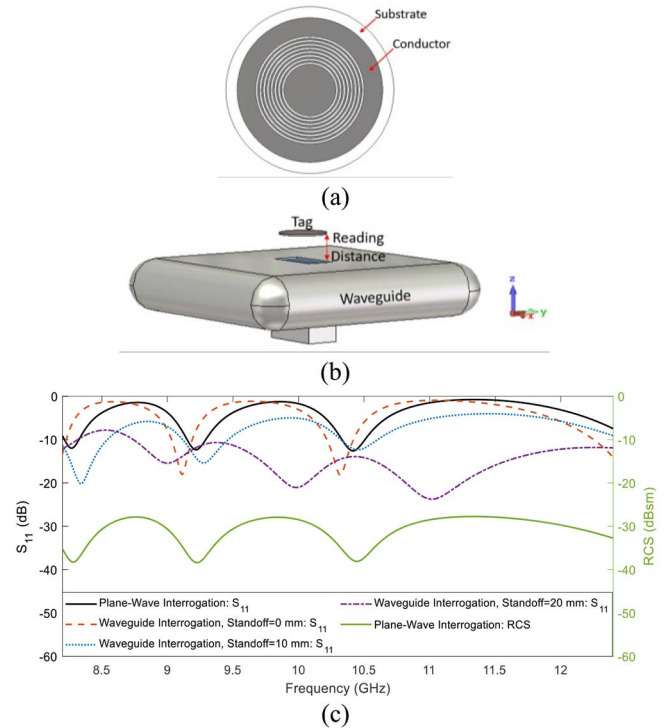 Substrate
Conductor
(a)
Tag
Reading
Distance
Waveguide
z
y
x
(b)
0
-10
-20
-30
-40
-50
-60
S11 (dB)
0
-10
-20
-30
-40
-50
-60
RCS (dBsm)
Plane-Wave Interrogation: S11
Waveguide Interrogation, Standoff=0 mm: S11
Waveguide Interrogation, Standoff=10 mm: S11
Waveguide Interrogation, Standoff=20 mm: S11
Plane-Wave Interrogation: RCS
8.5 9 9.5 10 10.5 11 11.5 12
Frequency (GHz)
(c)